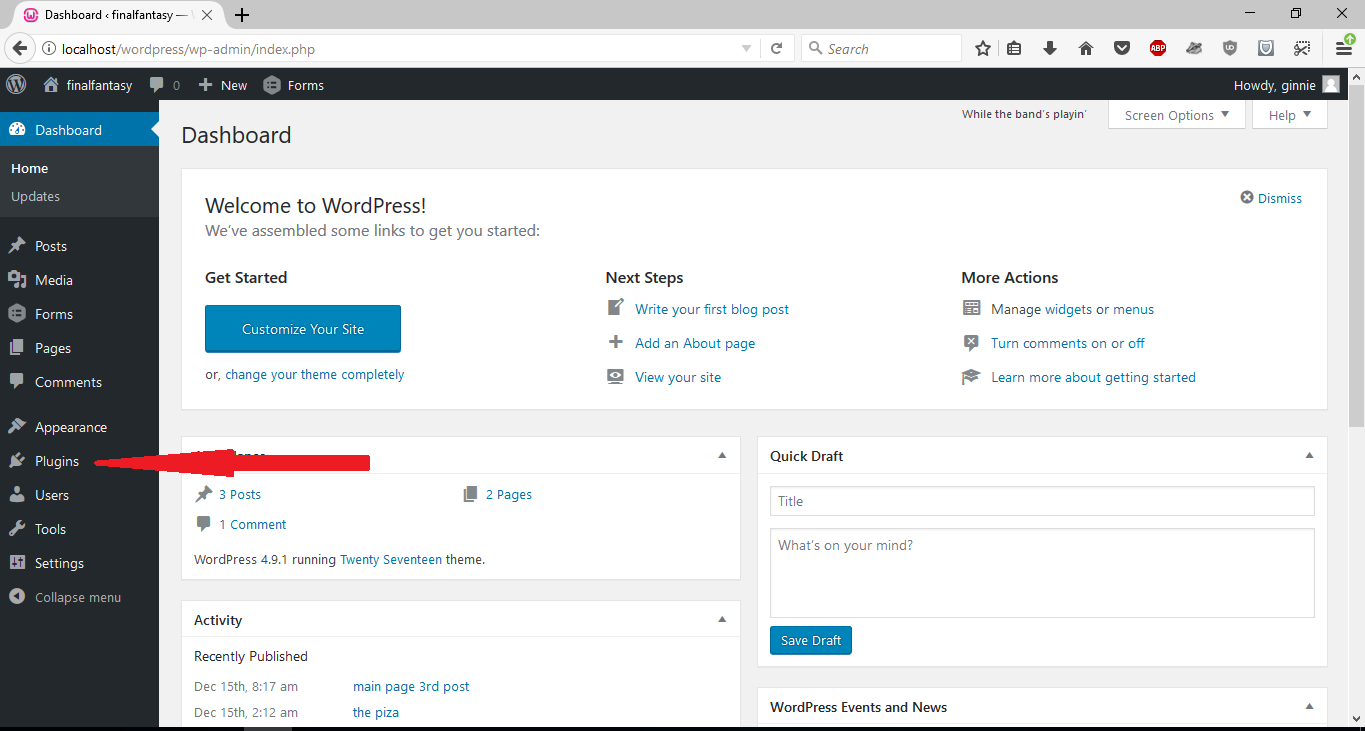 Dashboard ‹ finalfantasy —
localhost/wordpress/wp-admin/index.php
Search
ABP
finalfantasy 0 New Forms
Howdy, ginnie
Dashboard
Home
Updates
Posts
Media
Forms
Pages
Comments
Appearance
Plugins
Users
Tools
Settings
Collapse menu
While the band's playin'
Screen Options
Help
Dashboard
Welcome to WordPress!
We've assembled some links to get you started:
Dismiss
Get Started
Customize Your Site
or, change your theme completely
Next Steps
Write your first blog post
Add an About page
View your site
More Actions
Manage widgets or menus
Turn comments on or off
Learn more about getting started
3 Posts
2 Pages
1 Comment
WordPress 4.9.1 running Twenty Seventeen theme.
Activity
Recently Published
Dec 15th, 8:17 am main page 3rd post
Dec 15th, 2:12 am the piza
Quick Draft
Title
What's on your mind?
Save Draft
WordPress Events and News